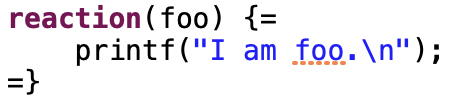 reaction(foo) {=
    printf("I am foo.\n");
=}